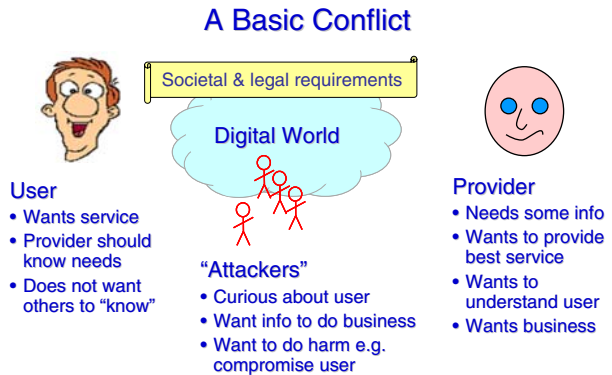 A Basic Conflict
Societal & legal requirements
Digital World
User
• Wants service
• Provider should
know needs
• Does not want
others to “know”
“Attackers”
• Curious about user
• Want info to do business
• Want to do harm e.g.
compromise user
Provider
• Needs some info
• Wants to provide
best service
• Wants to
understand user
• Wants business